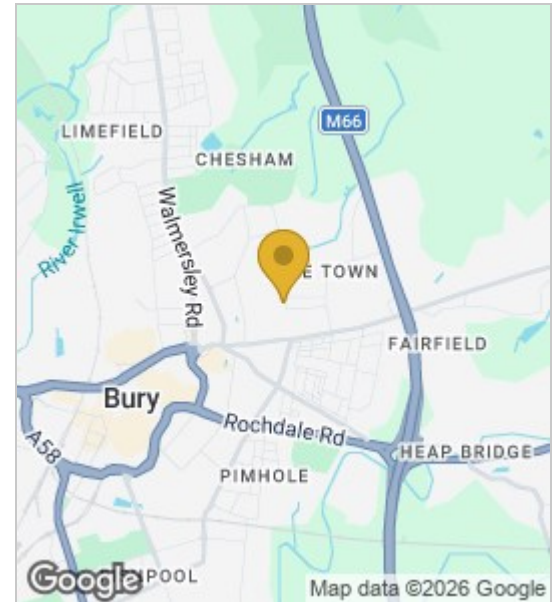 LIMEFIELD
M66
CHESHAM
River Irwell
Walmersley Rd
E TOWN
FAIRFIELD
Bury
Rochdale Rd
A58
HEAP BRIDGE
PIMHOLE
POOL
Google
Map data ©2026 Google